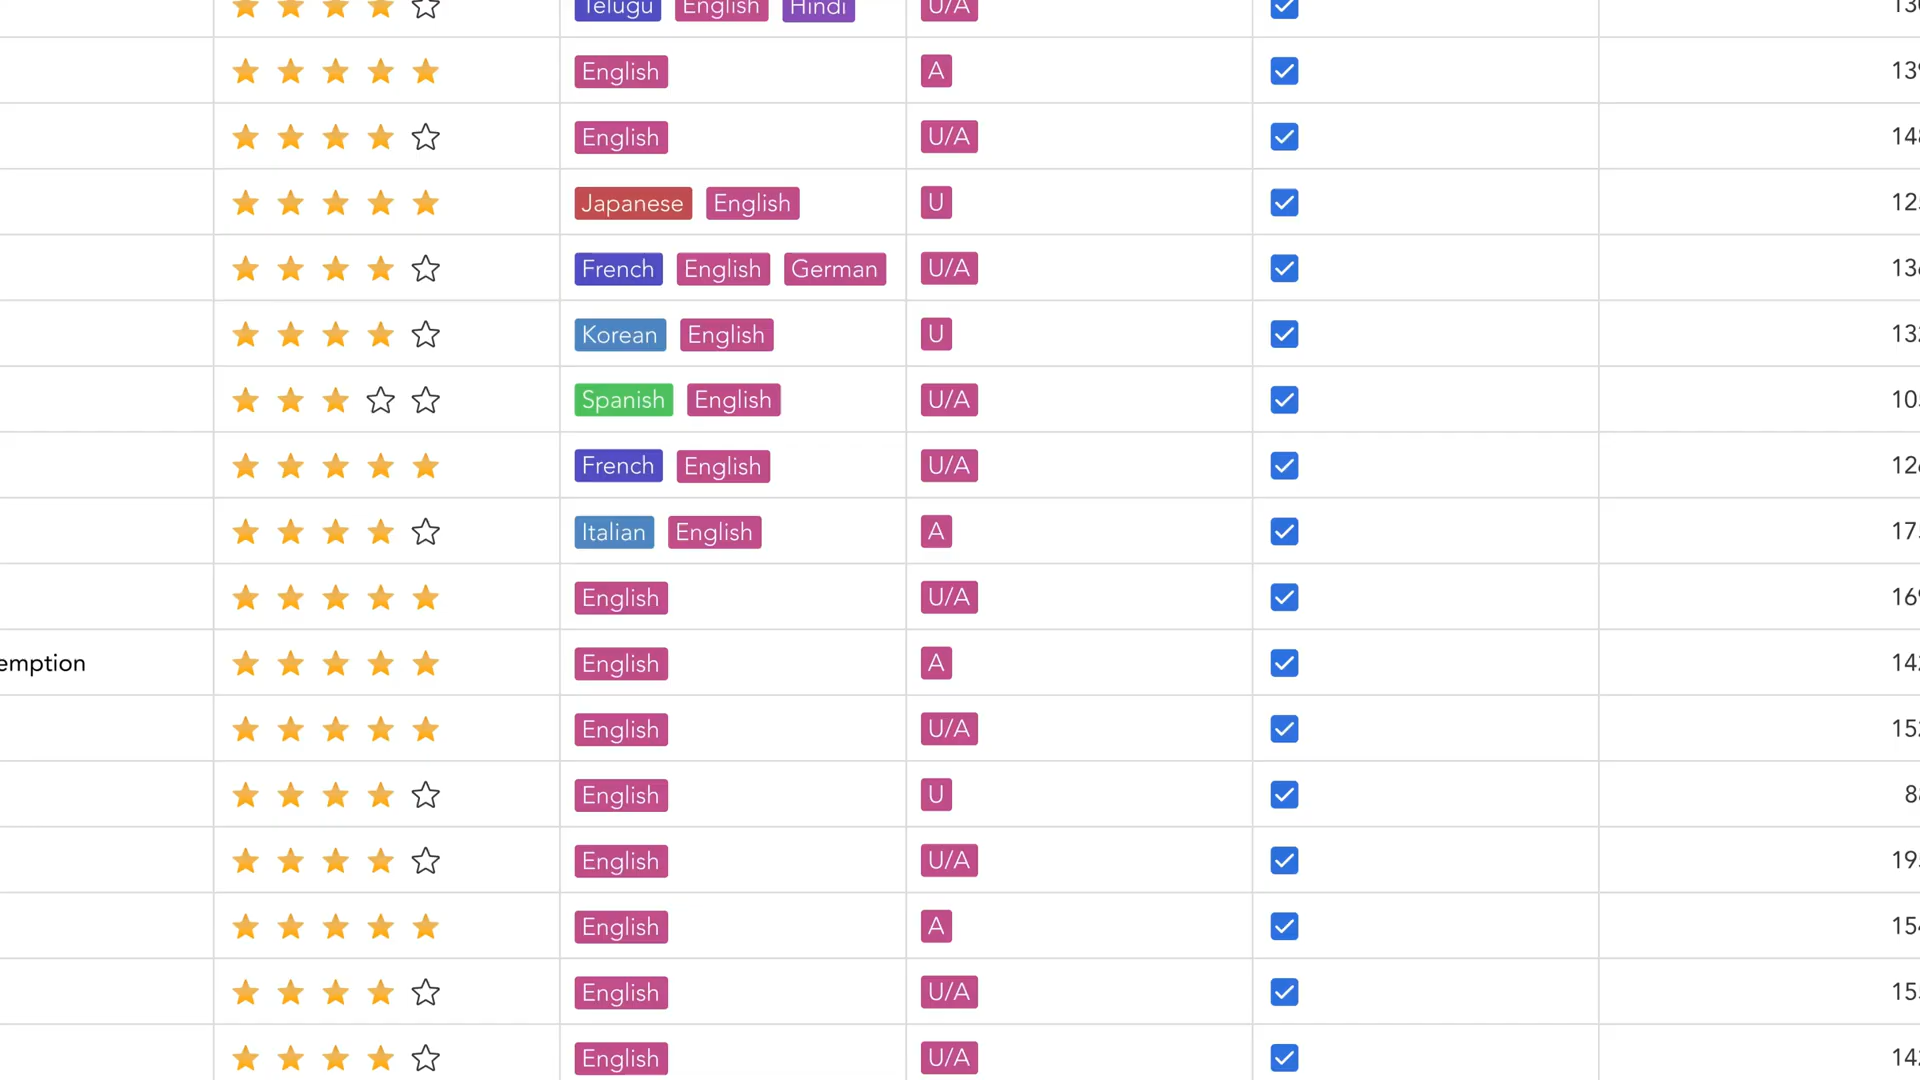 Telugu English Hindi U/A
English A
English U/A
Japanese English U
French English German U/A
Korean English U
Spanish English U/A
French English U/A
Italian English A
English U/A
emption English A
English U/A
English U
English U/A
English A
English U/A
English U/A